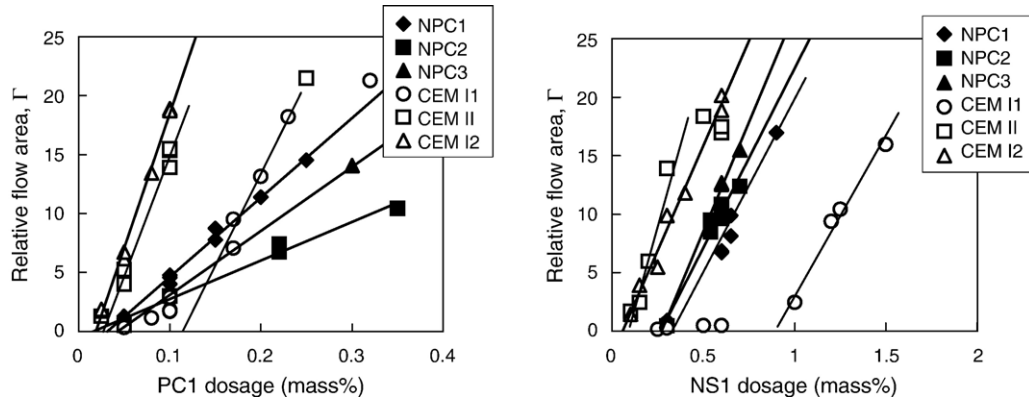 Relative flow area, Γ
25
20
15
10
5
0
0
0.1
0.2
0.3
0.4
PC1 dosage (mass%)
NPC1
NPC2
NPC3
CEM I1
CEM II
CEM I2
Relative flow area, Γ
25
20
15
10
5
0
0
0.5
1
1.5
2
NS1 dosage (mass%)
NPC1
NPC2
NPC3
CEM I1
CEM II
CEM I2